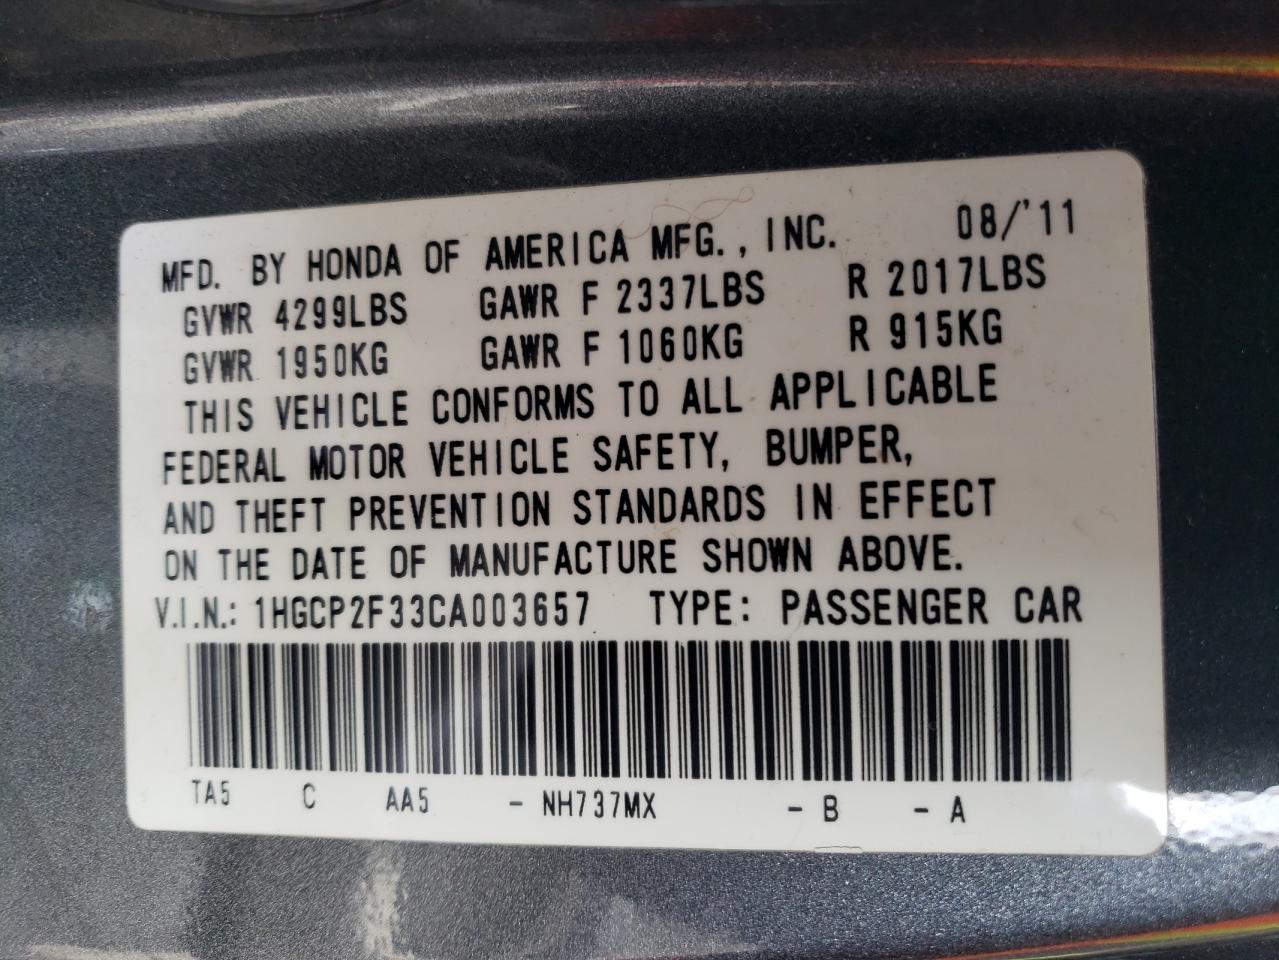 MFD. BY HONDA OF AMERICA MFG., INC. 08/'11
GVWR 4299LBS GAWR F 2337LBS R 2017LBS
GVWR 1950KG GAWR F 1060KG R 915KG
THIS VEHICLE CONFORMS TO ALL APPLICABLE
FEDERAL MOTOR VEHICLE SAFETY, BUMPER,
AND THEFT PREVENTION STANDARDS IN EFFECT
ON THE DATE OF MANUFACTURE SHOWN ABOVE.
V.I.N.: 1HGCP2F33CA003657 TYPE: PASSENGER CAR
TA5 C AA5 - NH737MX - B - A